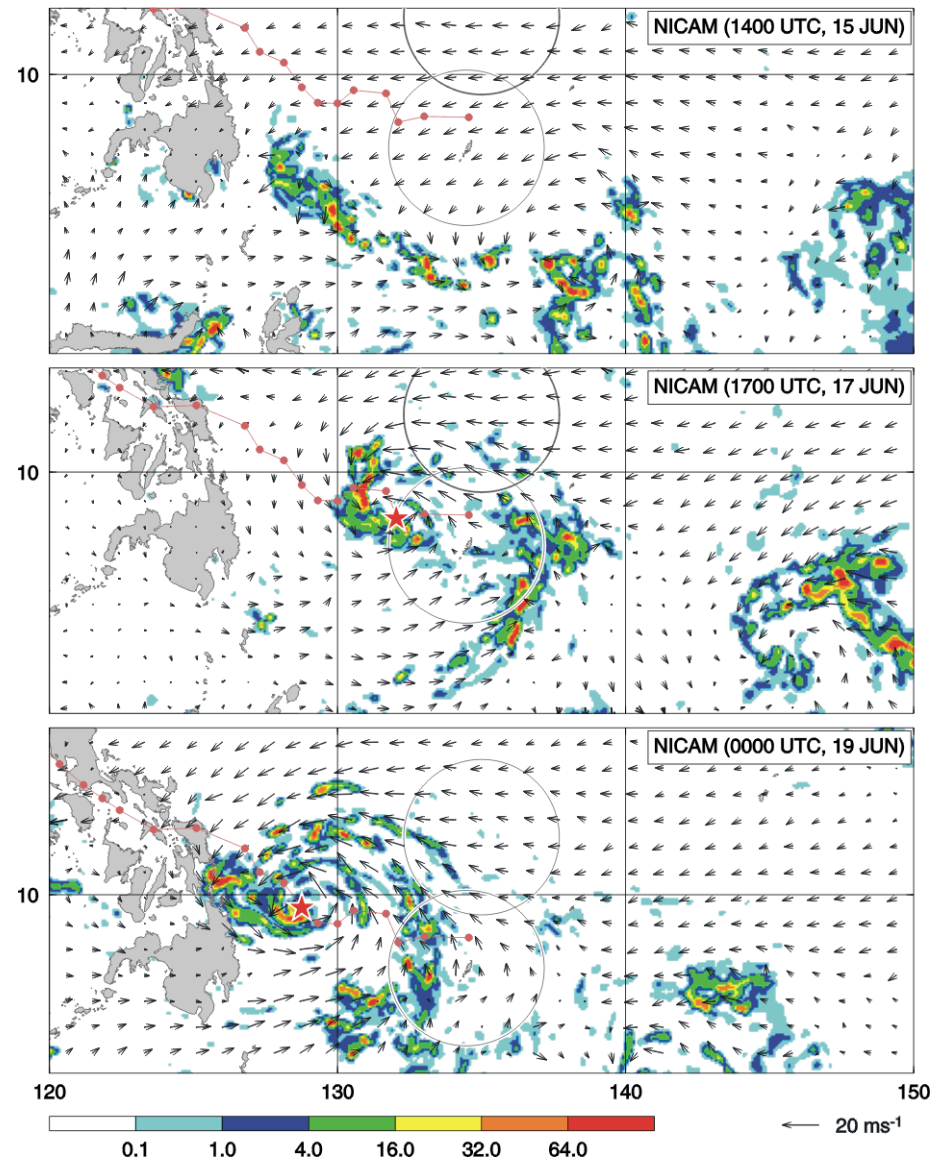 NICAM (1400 UTC, 15 JUN)
10
NICAM (1700 UTC, 17 JUN)
10
NICAM (0000 UTC, 19 JUN)
10
120 130 140 150
20 ms-1
0.1 1.0 4.0 16.0 32.0 64.0